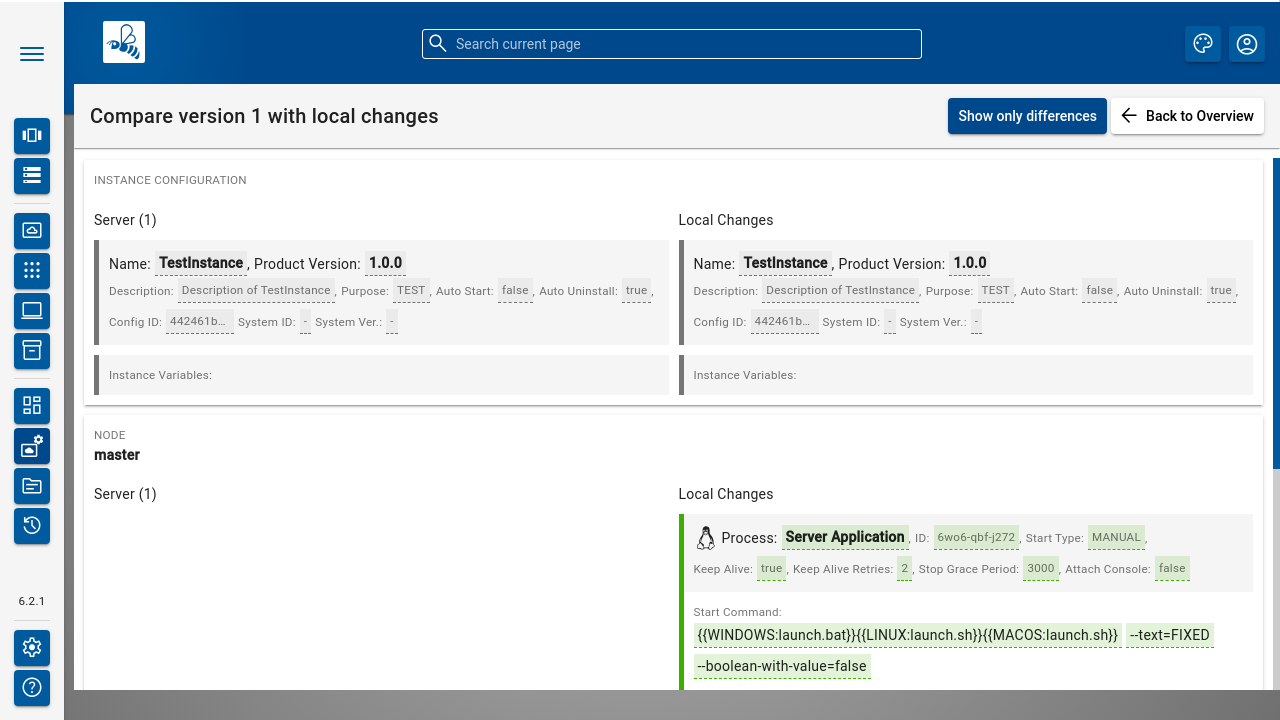 Search current page
Compare version 1 with local changes
Show only differences
Back to Overview
INSTANCE CONFIGURATION
Server (1)
Name: TestInstance, Product Version: 1.0.0
Description: Description of TestInstance, Purpose: TEST, Auto Start: false, Auto Uninstall: true,
Config ID: 442461b... System ID: - System Ver.: -
Instance Variables:
Local Changes
Name: TestInstance, Product Version: 1.0.0
Description: Description of TestInstance, Purpose: TEST, Auto Start: false, Auto Uninstall: true,
Config ID: 442461b... System ID: - System Ver.: -
Instance Variables:
NODE
master
Server (1)
Local Changes
Process: Server Application, ID: 6wo6-qbf-j272, Start Type: MANUAL,
Keep Alive: true, Keep Alive Retries: 2, Stop Grace Period: 3000, Attach Console: false
Start Command:
{{WINDOWS:launch.bat}}{{LINUX:launch.sh}}{{MACOS:launch.sh}} --text=FIXED
--boolean-with-value=false
6.2.1